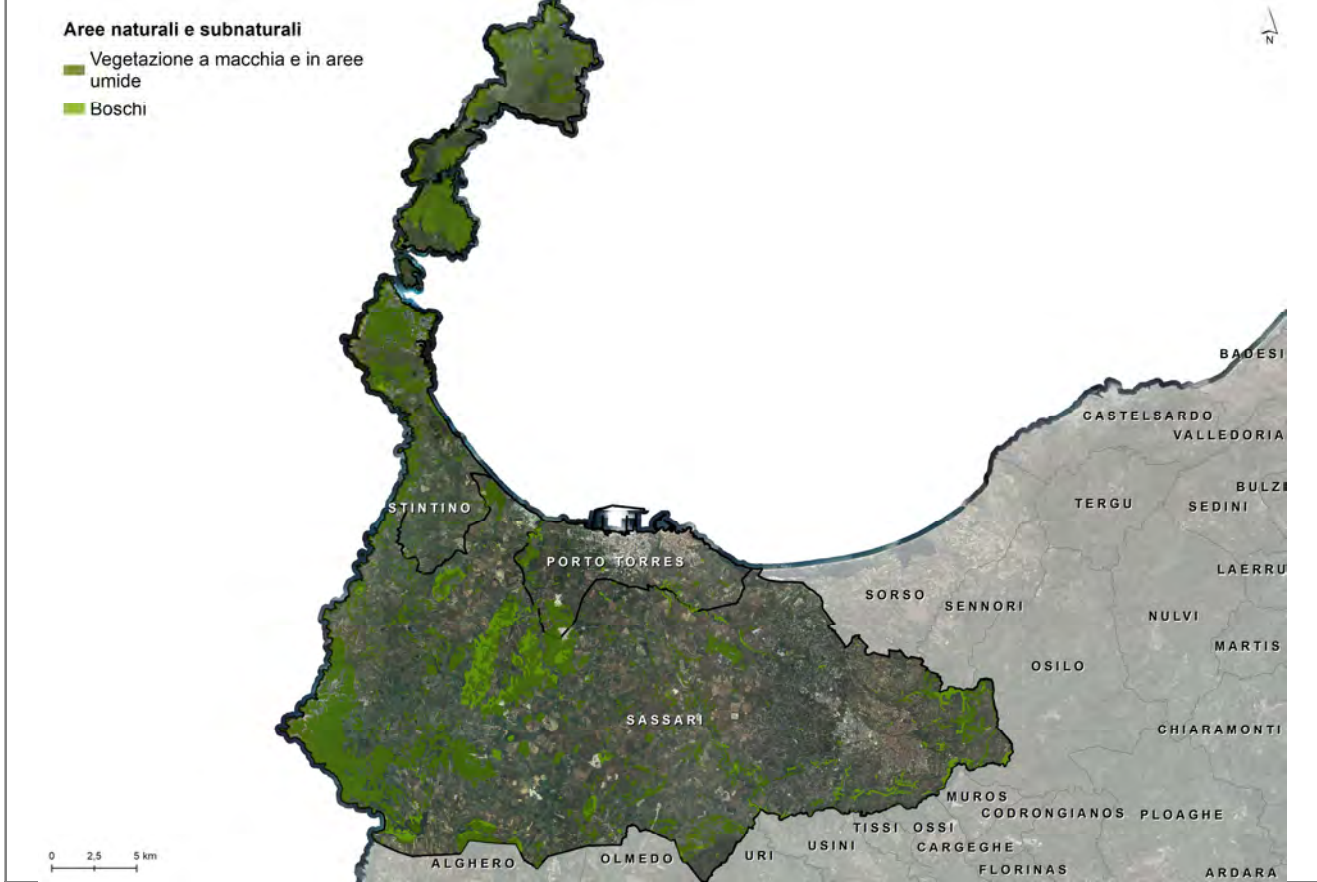 Aree naturali e subnaturali
Vegetazione a macchia e in aree
umide
Boschi
N
BADESI
CASTELSARDO
VALLEDORIA
BULZI
TERGU
SEDINI
STINTINO
PORTO TORRES
LAERRU
SORSO
SENNORI
NULVI
MARTIS
OSILO
SASSARI
CHIARAMONTI
MUROS
CODRONGIANOS
PLOAGHE
TISSI
OSSI
USINI
CARGEGHE
URI
OLMEDO
ALGHERO
FLORINAS
ARDARA
0 2,5 5 km